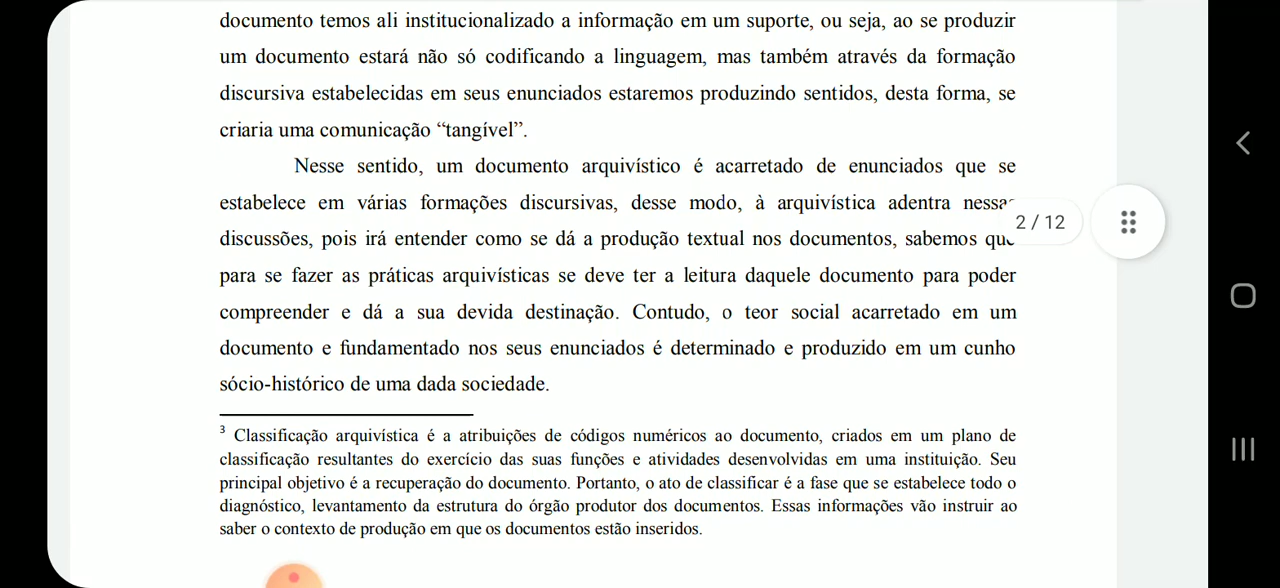 documento temos ali institucionalizado a informação em um suporte, ou seja, ao se produzir
um documento estará não só codificando a linguagem, mas também através da formação
discursiva estabelecidas em seus enunciados estaremos produzindo sentidos, desta forma, se
criaria uma comunicação “tangível”.
Nesse sentido, um documento arquivístico é acarretado de enunciados que se
estabelece em várias formações discursivas, desse modo, à arquivística adentra nessas
discussões, pois irá entender como se dá a produção textual nos documentos, sabemos que
2 / 12
para se fazer as práticas arquivísticas se deve ter a leitura daquele documento para poder
compreender e dá a sua devida destinação. Contudo, o teor social acarretado em um
documento e fundamentado nos seus enunciados é determinado e produzido em um cunho
sócio-histórico de uma dada sociedade.
3 Classificação arquivística é a atribuições de códigos numéricos ao documento, criados em um plano de
classificação resultantes do exercício das suas funções e atividades desenvolvidas em uma instituição. Seu
principal objetivo é a recuperação do documento. Portanto, o ato de classificar é a fase que se estabelece todo o
diagnóstico, levantamento da estrutura do órgão produtor dos documentos. Essas informações vão instruir ao
saber o contexto de produção em que os documentos estão inseridos.